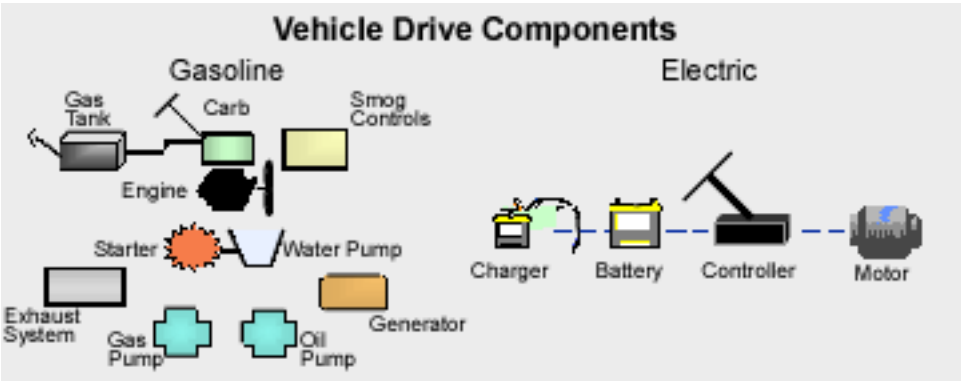 Vehicle Drive Components
Gasoline
Electric
Gas
Tank
Carb
Smog
Controls
Engine
Starter
Water Pump
Exhaust
System
Generator
Gas
Pump
Oil
Pump
Charger
Battery
Controller
Motor